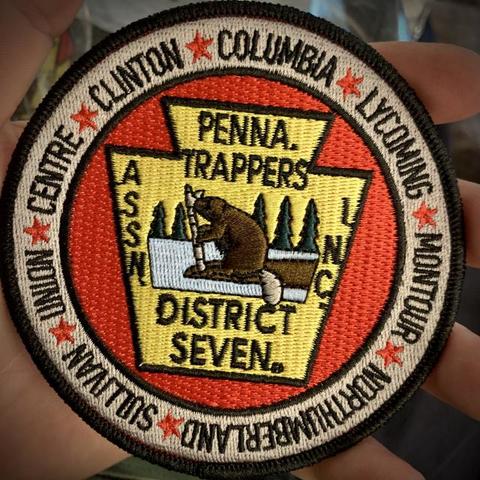 CENTRE ★ CLINTON ★ COLUMBIA ★ LYCOMING ★ MONTOUR ★ NORTHUMBERLAND ★ SULLIVAN ★ UNION ★
PENNA.
TRAPPERS
ASSN
INC
DISTRICT
SEVEN®